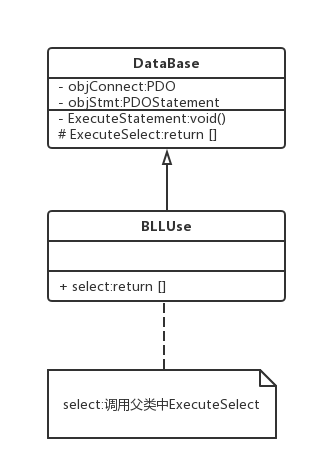 DataBase
- objConnect:PDO
- objStmt:PDOStatement
- ExecuteStatement:void()
# ExecuteSelect:return []
BLLUse
+ select:return []
select:调用父类中ExecuteSelect